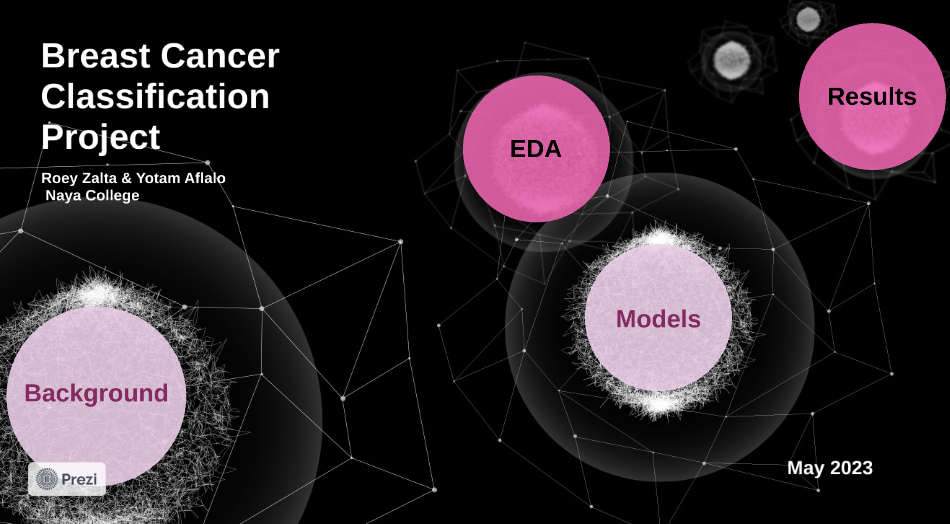 Breast Cancer
Classification
Project
Roey Zalta & Yotam Aflalo
Naya College
Results
EDA
Models
Background
Prezi
May 2023